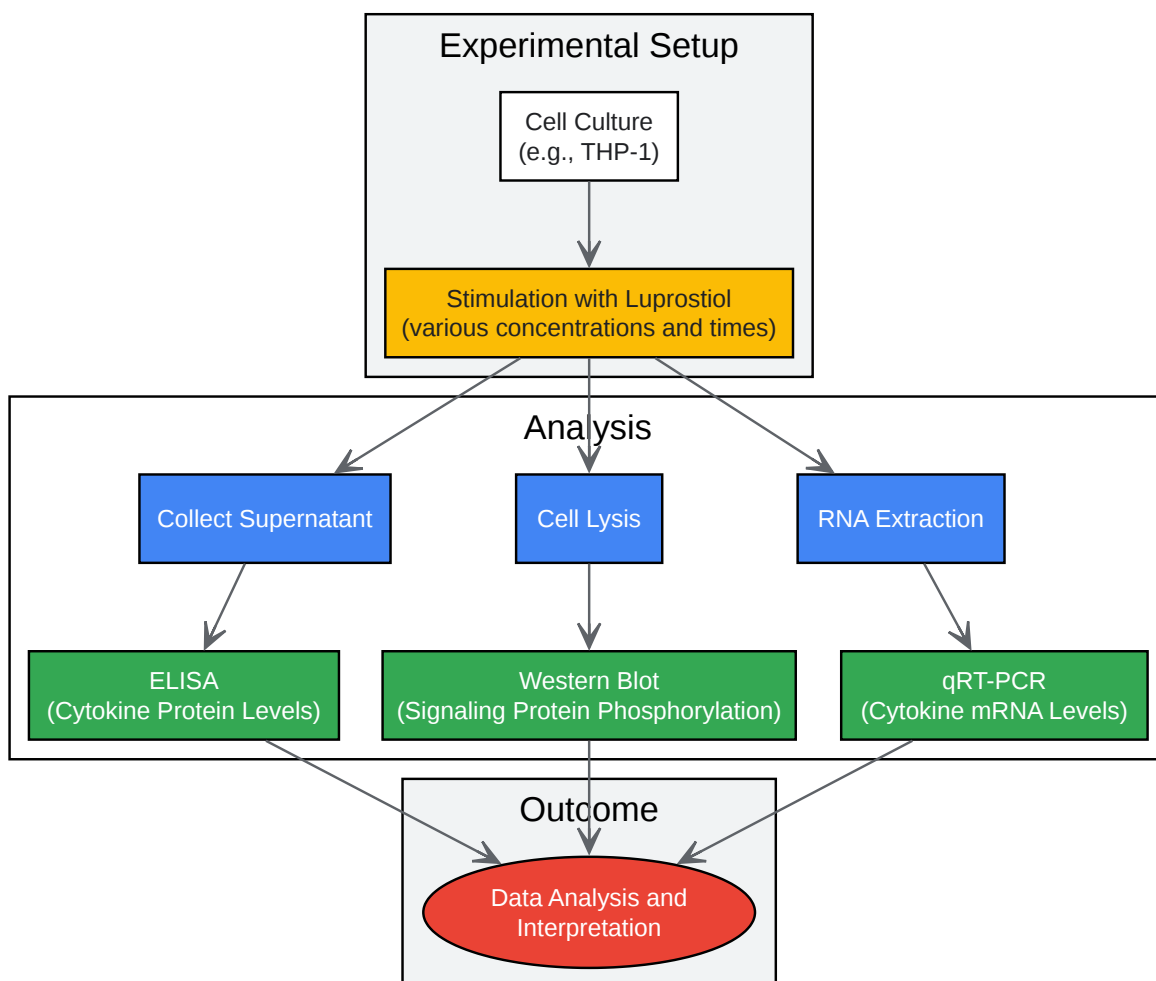 Experimental Setup
Cell Culture
(e.g., THP-1)
Stimulation with Luprostiol
(various concentrations and times)
Analysis
Collect Supernatant
Cell Lysis
RNA Extraction
ELISA
(Cytokine Protein Levels)
Western Blot
(Signaling Protein Phosphorylation)
qRT-PCR
(Cytokine mRNA Levels)
Outcome
Data Analysis and
Interpretation